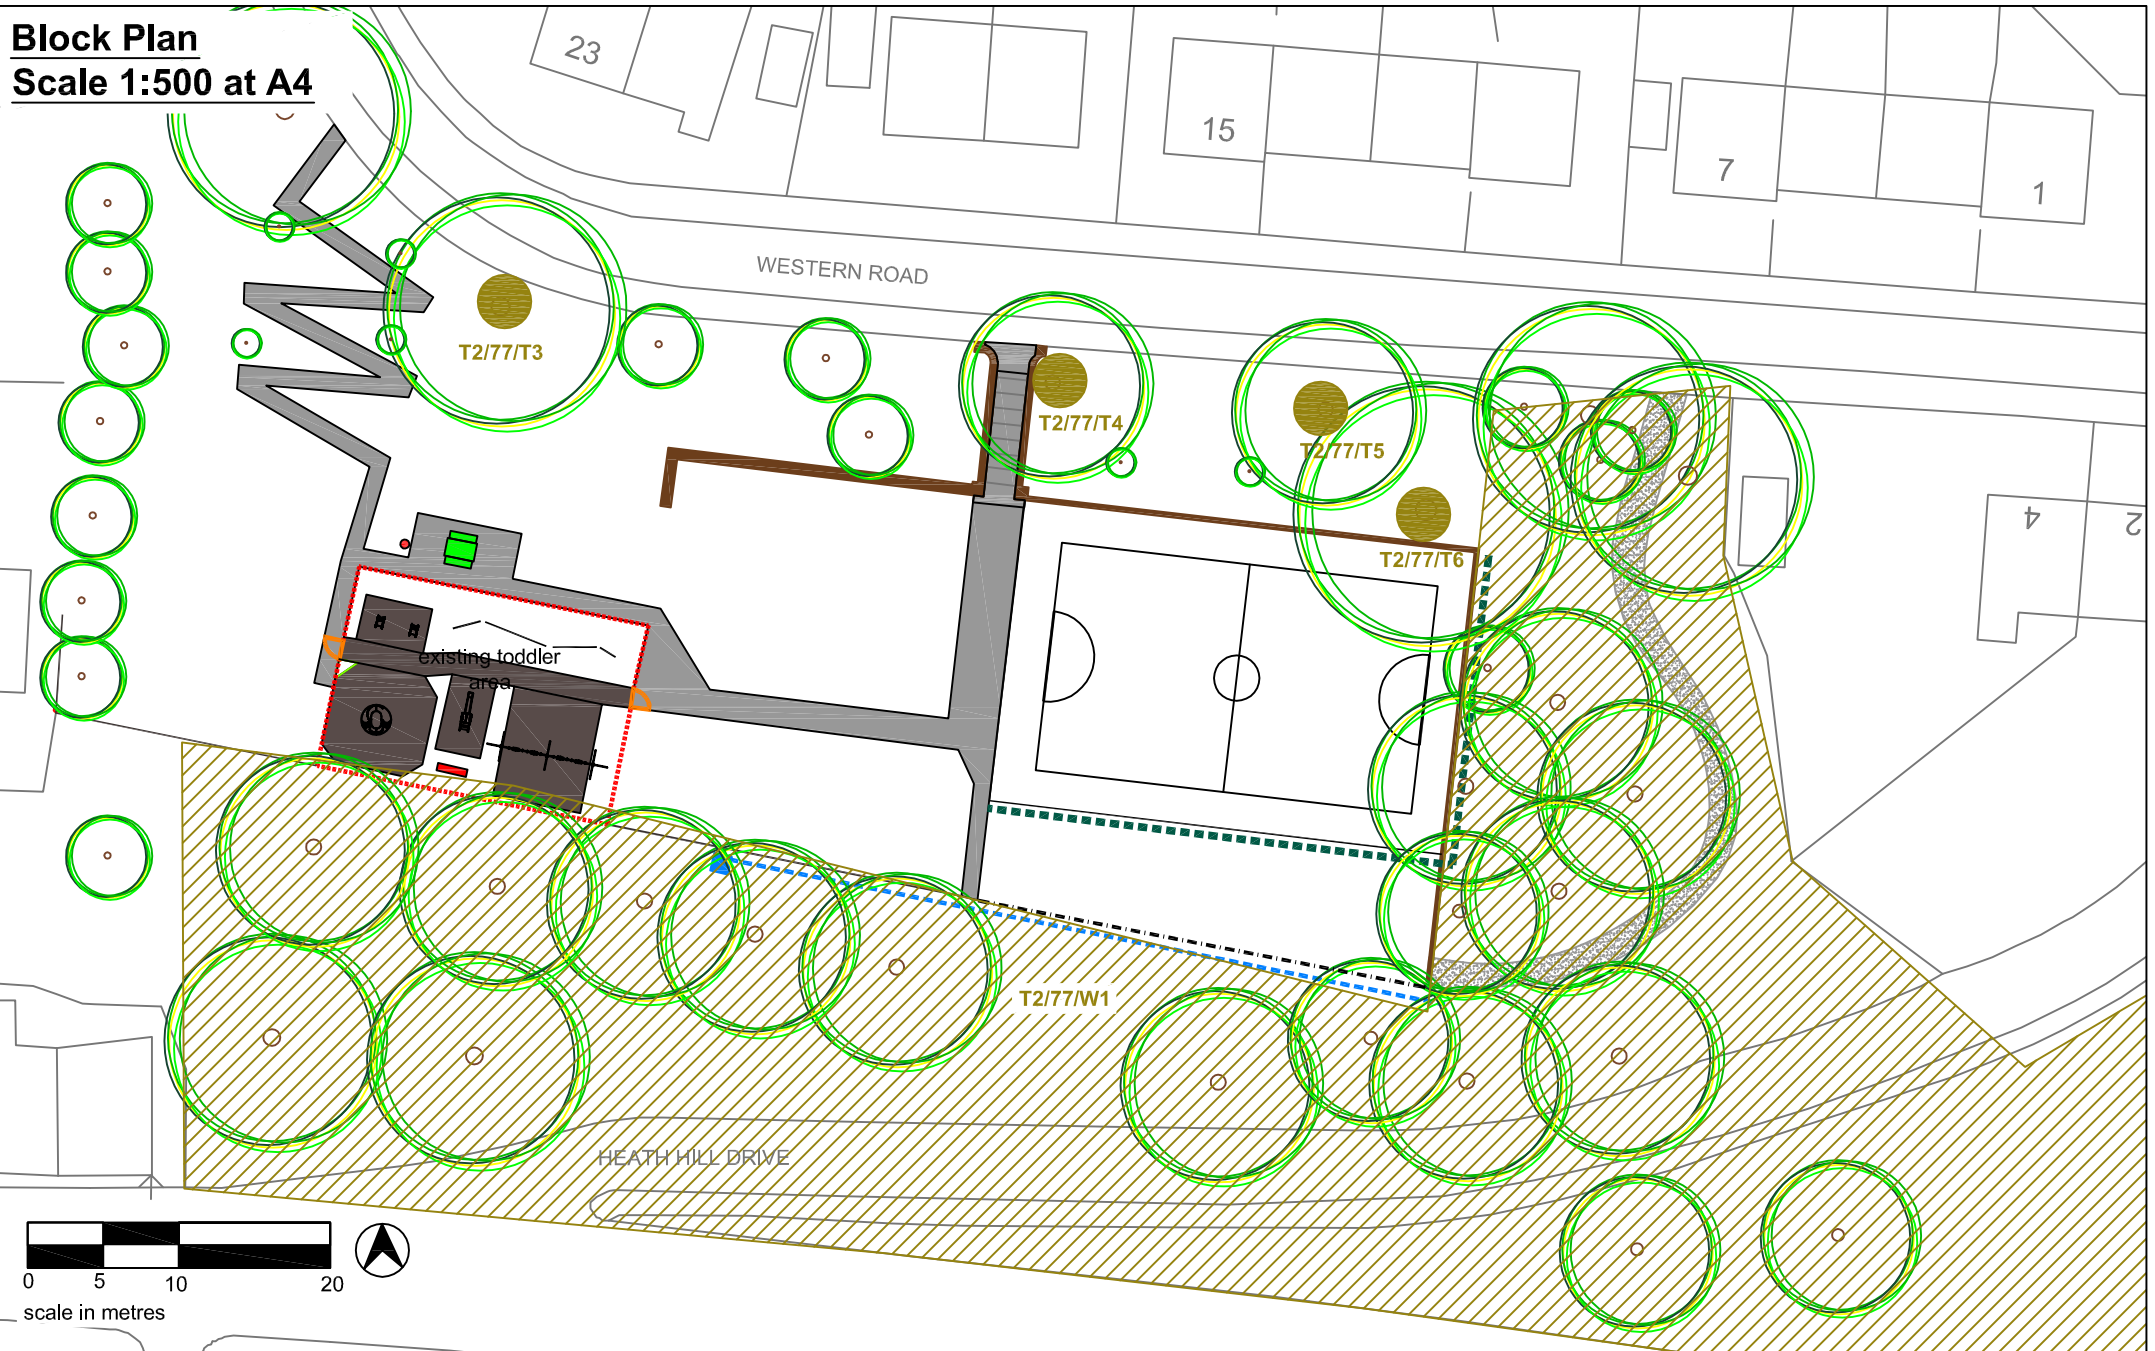 Block Plan
Scale 1:500 at A4
23
15
7
1
WESTERN ROAD
T2/77/T3
T2/77/T4
T2/77/T5
4
2
T2/77/T6
existing toddler
area
T2/77/W1
HEATH HILL DRIVE
0 5 10 20
scale in metres